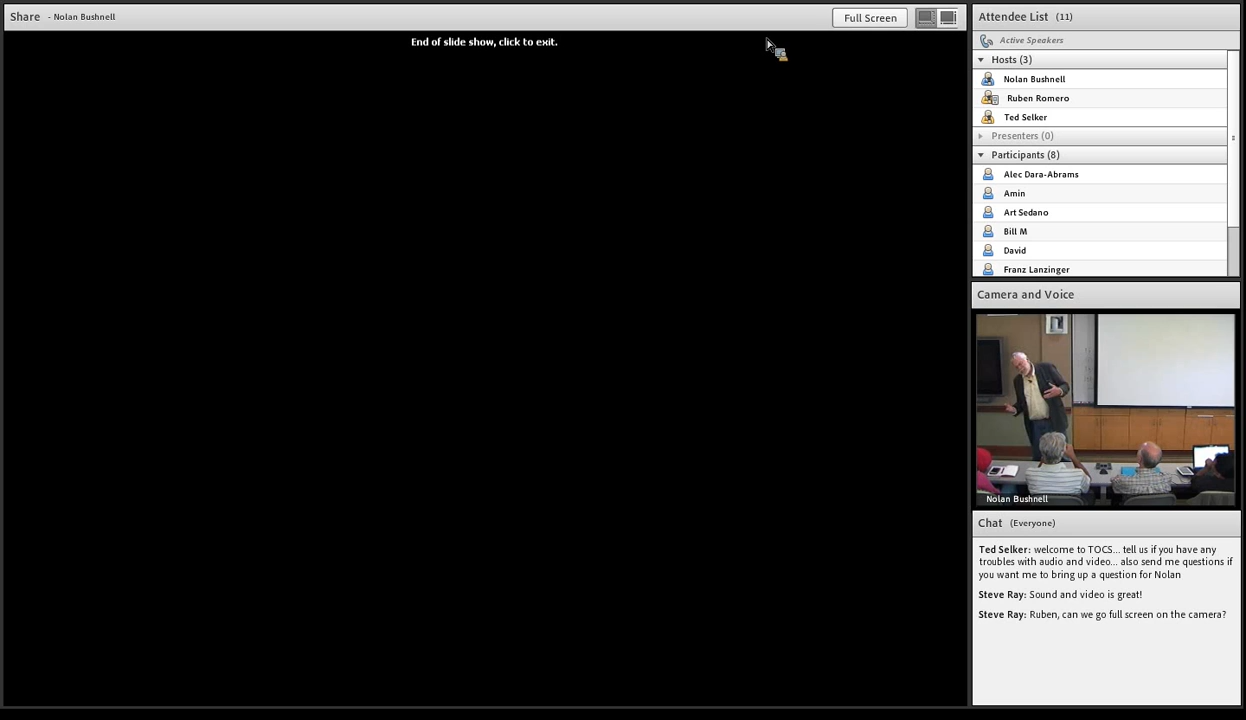 Share - Nolan Bushnell
Full Screen
End of slide show, click to exit.
Attendee List (11)
Active Speakers
Hosts (3)
Nolan Bushnell
Ruben Romero
Ted Selker
Presenters (0)
Participants (8)
Alec Dara-Abrams
Amin
Art Sedano
Bill M
David
Franz Lanzinger
Camera and Voice
Nolan Bushnell
Chat (Everyone)
Ted Selker: welcome to TOCS... tell us if you have any
troubles with audio and video... also send me questions if
you want me to bring up a question for Nolan
Steve Ray: Sound and video is great!
Steve Ray: Ruben, can we go full screen on the camera?